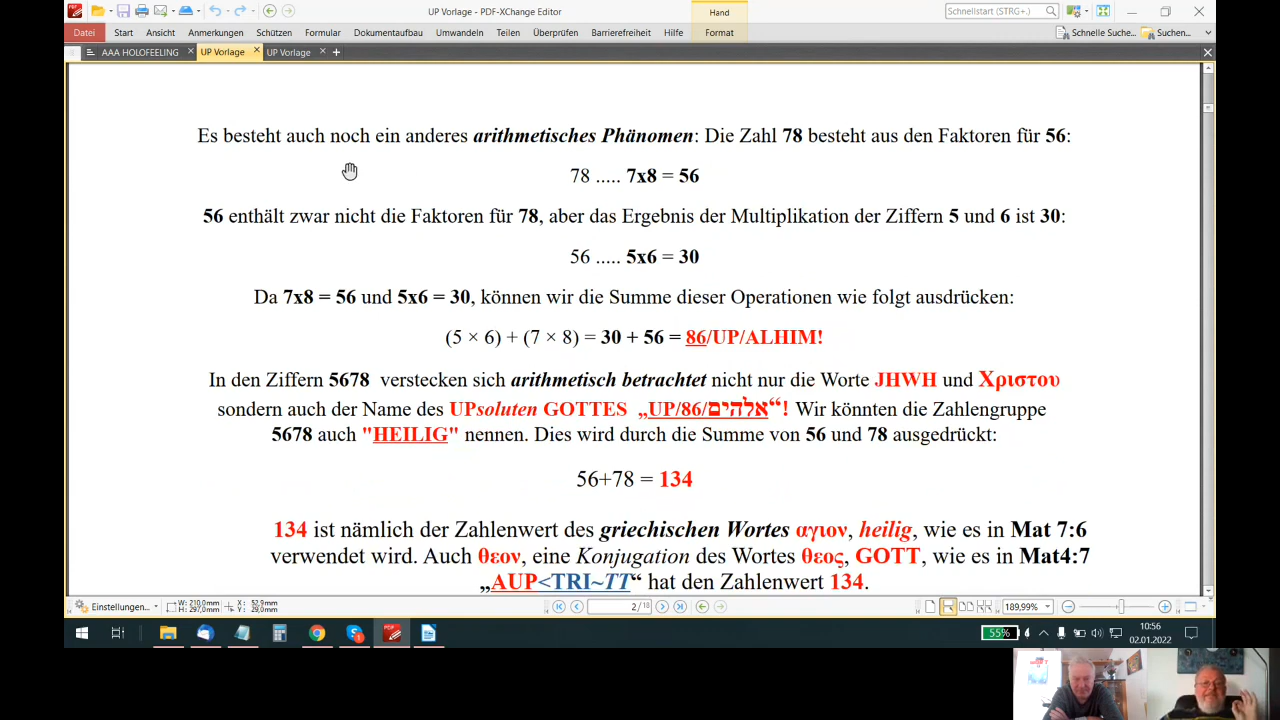 UP Vorlage - PDF-XChange Editor
Hand
Schnellstart (STRG+.)
Datei Start Ansicht Anmerkungen Schützen Formular Dokumentaufbau Umwandeln Teilen Überprüfen Barrierefreiheit Hilfe Format Schnelle Suche... Suchen...
AAA HOLOFEELING × UP Vorlage × UP Vorlage × +
Es besteht auch noch ein anderes arithmetisches Phänomen: Die Zahl 78 besteht aus den Faktoren für 56:
78 ..... 7x8 = 56
56 enthält zwar nicht die Faktoren für 78, aber das Ergebnis der Multiplikation der Ziffern 5 und 6 ist 30:
56 ..... 5x6 = 30
Da 7x8 = 56 und 5x6 = 30, können wir die Summe dieser Operationen wie folgt ausdrücken:
(5 × 6) + (7 × 8) = 30 + 56 = 86/UP/ALHIM!
In den Ziffern 5678 verstecken sich arithmetisch betrachtet nicht nur die Worte JHWH und Χριστου
sondern auch der Name des UPsoluten GOTTES „UP/86/אלהים“! Wir könnten die Zahlengruppe
5678 auch "HEILIG" nennen. Dies wird durch die Summe von 56 und 78 ausgedrückt:
56+78 = 134
134 ist nämlich der Zahlenwert des griechischen Wortes αγιον, heilig, wie es in Mat 7:6
verwendet wird. Auch θεον, eine Konjugation des Wortes θεος, GOTT, wie es in Mat4:7
„AUP<TRI~TT“ hat den Zahlenwert 134.
Einstellungen... W: 210,0mm X: 52,9mm 2 / 18 189,99%
H: 297,0mm Y: 29,0mm
55% 4 10:56
02.01.2022